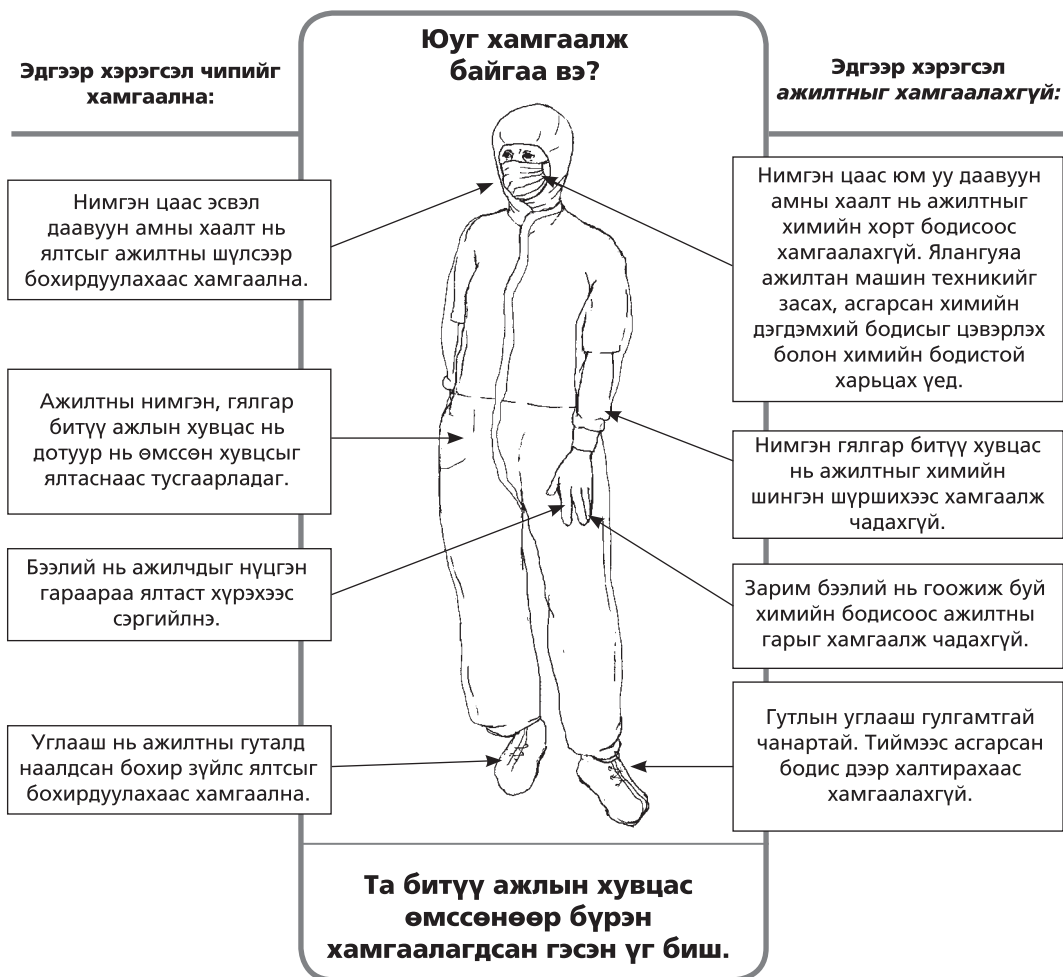 Юуг хамгаалж
байгаа вэ?
Эдгээр хэрэгсэл чипийг
хамгаална:
Нимгэн цаас эсвэл
даавуун амны хаалт нь
ялтсыг ажилтны шүлсээр
бохирдуулахаас хамгаална.
Ажилтны нимгэн, гялгар
битүү ажлын хувцас нь
дотуур нь өмссөн хувцсыг
ялтаснаас тусгаарладаг.
Бээлий нь ажилчдыг нүцгэн
гараараа ялтаст хүрэхээс
сэргийлнэ.
Углааш нь ажилтны гуталд
наалдсан бохир зүйлс ялтсыг
бохирдуулахаас хамгаална.
Эдгээр хэрэгсэл
ажилтныг хамгаалахгүй:
Нимгэн цаас юм уу даавуун
амны хаалт нь ажилтныг
химийн хорт бодисоос
хамгаалахгүй. Ялангуяа
ажилтан машин техникийг
засах, асгарсан химийн
дэгдэмхий бодисыг цэвэрлэх
болон химийн бодистой
харьцах үед.
Нимгэн гялгар битүү хувцас
нь ажилтныг химийн
шингэн шүршихээс хамгаалж
чадахгүй.
Зарим бээлий нь гоожиж буй
химийн бодисоос ажилтны
гарыг хамгаалж чадахгүй.
Гутлын углааш гулгамтгай
чанартай. Тиймээс асгарсан
бодис дээр халтирахаас
хамгаалахгүй.
Та битүү ажлын хувцас
өмссөнөөр бүрэн
хамгаалагдсан гэсэн үг биш.